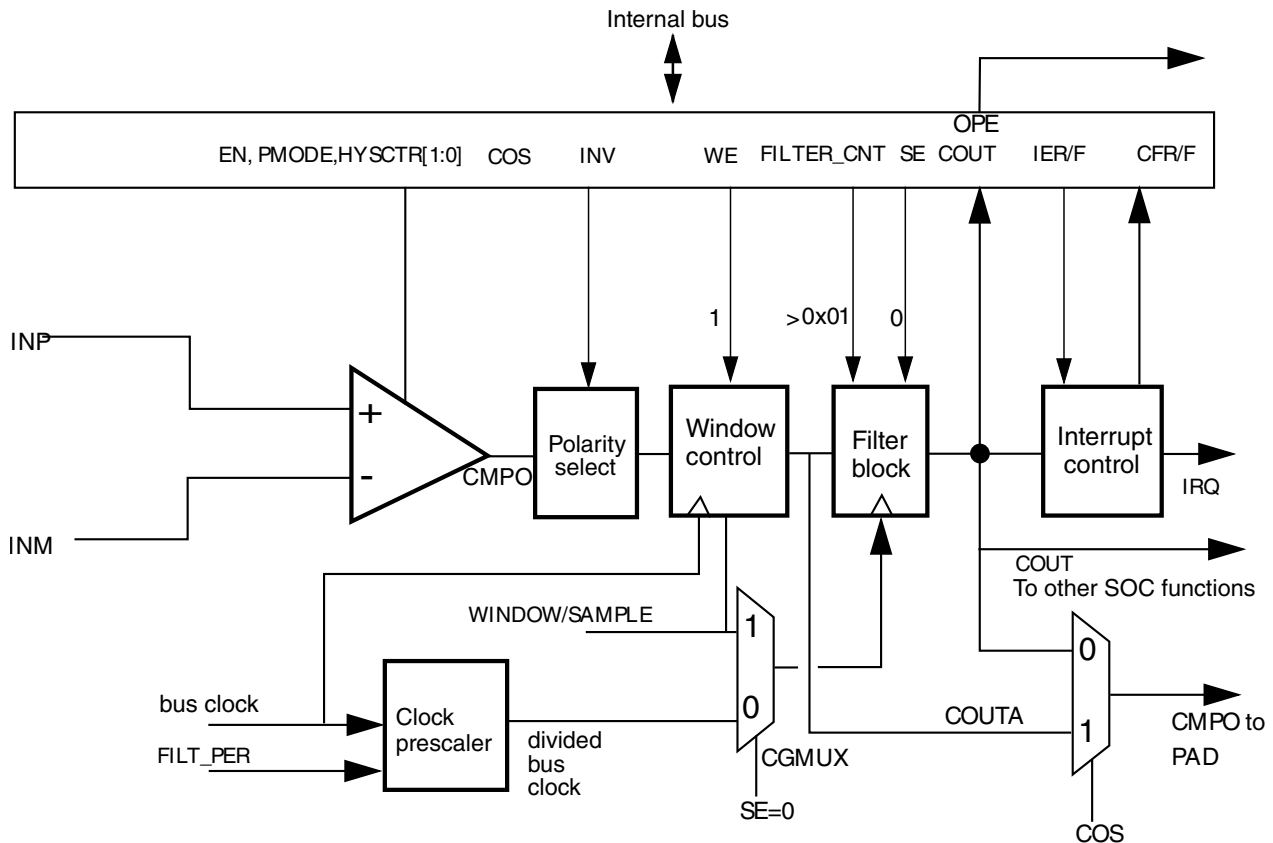 Internal bus
OPE
EN, PMODE,HYSCTR[1:0] COS INV WE FILTER_CNT SE COUT IER/F CFR/F
1 >0x01 0
INP
+
-
INM
CMPO
Polarity
select
Window
control
Filter
block
Interrupt
control
IRQ
COUT
To other SOC functions
WINDOW/SAMPLE
1
0
CGMUX
SE=0
bus clock
FILT_PER
Clock
prescaler
divided
bus
clock
0
1
COUTA
CMPO to
PAD
COS